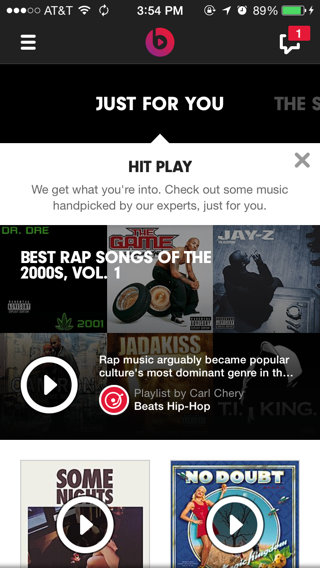 AT&T 3:54 PM 89%
1
JUST FOR YOU THE S
HIT PLAY
We get what you're into. Check out some music
handpicked by our experts, just for you.
DR. DRE
THE GAME
JAY-Z
BEST RAP SONGS OF THE
2000S, VOL. 1
2001
JADAKISS
Rap music arguably became popular
culture's most dominant genre in th...
Playlist by Carl Chery
Beats Hip-Hop
T.I. KING.
SOME
NIGHTS
NO DOUBT
Kingdom